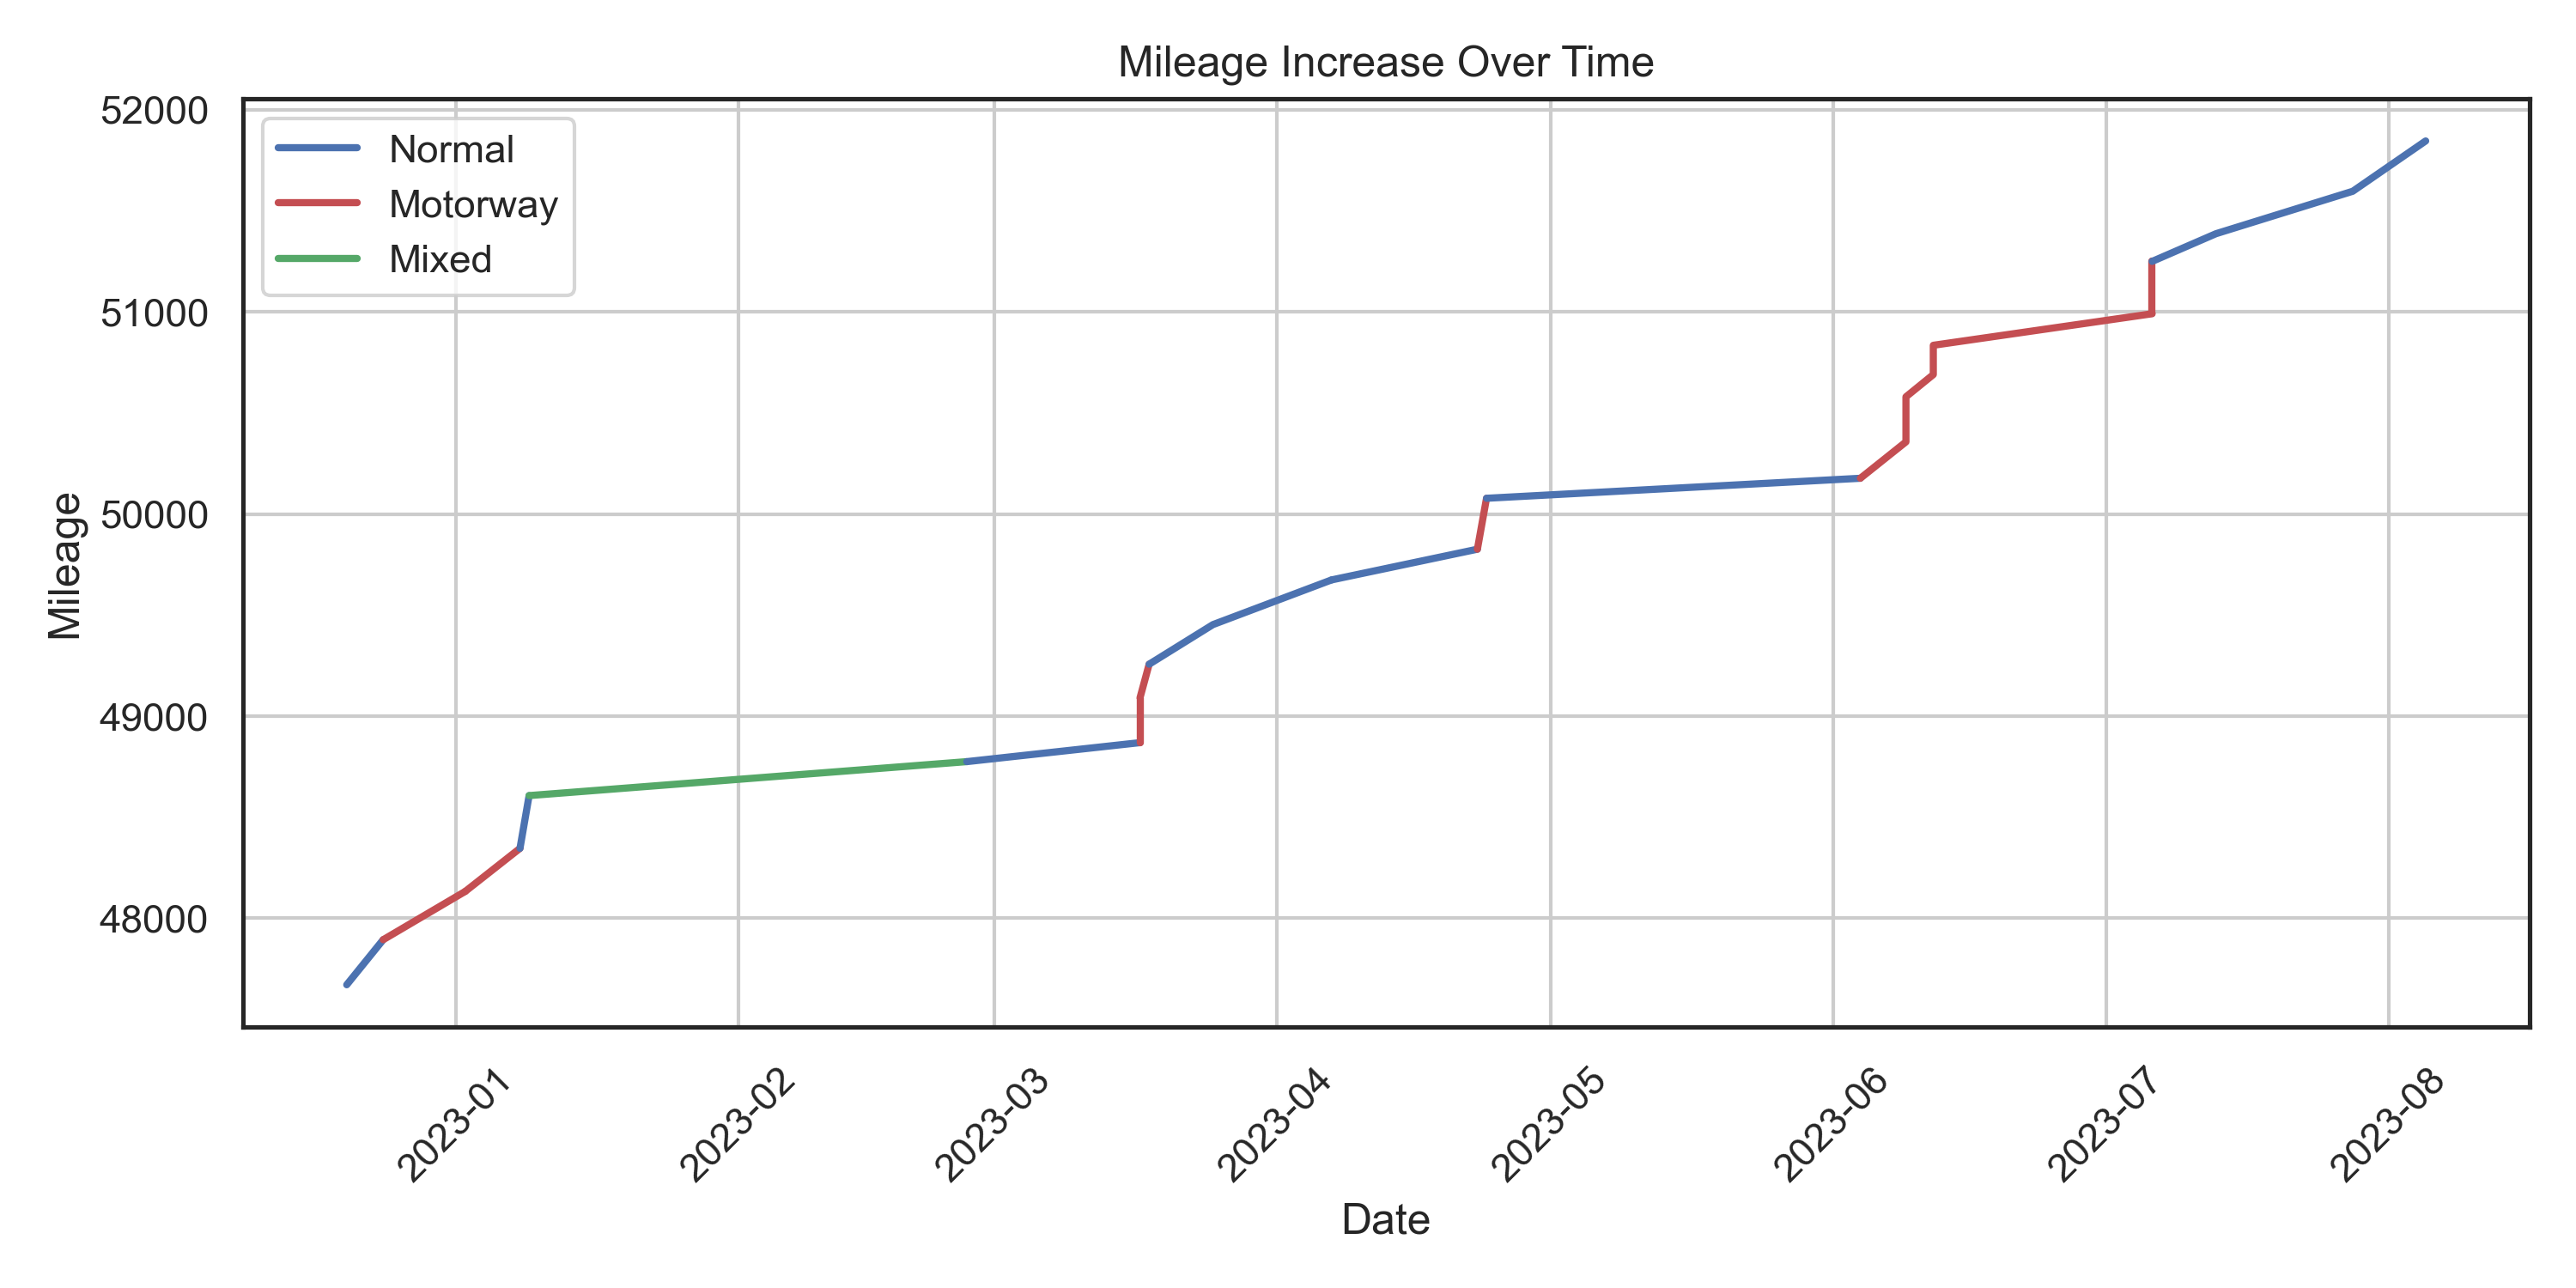 Mileage Increase Over Time
52000
51000
50000
49000
48000
Mileage
Normal
Motorway
Mixed
2023-01
2023-02
2023-03
2023-04
2023-05
2023-06
2023-07
2023-08
Date